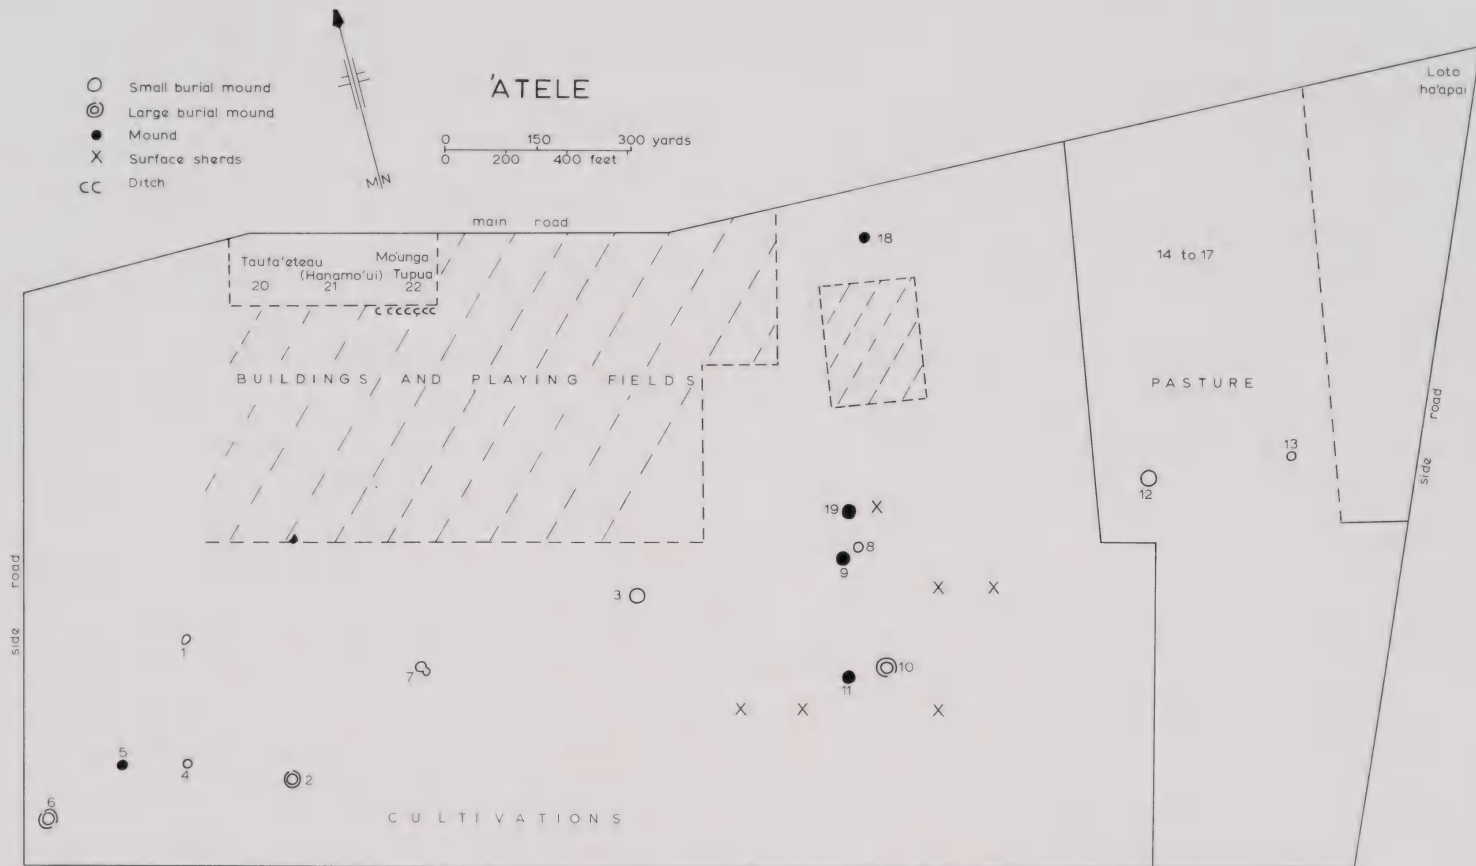 'ATELE
Small burial mound
Large burial mound
Mound
X Surface sherds
CC Ditch
MN
0 150 300 yards
0 200 400 feet
main road
Loto
ha'apai
Taufa'eteau
(Hangamo'ui)
Mo'unga
Tupua
20 21 22
c c c c c c c
18
14 to 17
BUILDINGS AND PLAYING FIELDS
PASTURE
side road
13
12
19 X
8
9
X X
3
side road
1
7
10
11
X X X
5
4
2
6
CULTIVATIONS